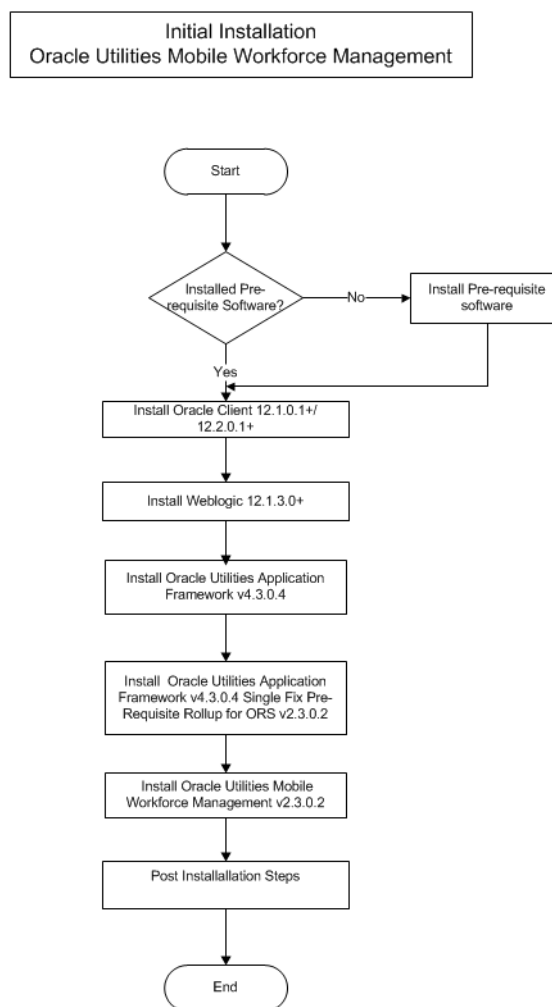 Initial Installation
Oracle Utilities Mobile Workforce Management
Start
Installed Pre-
requisite Software?
No
Install Pre-requisite
software
Yes
Install Oracle Client 12.1.0.1+/
12.2.0.1+
Install Weblogic 12.1.3.0+
Install Oracle Utilities Application
Framework v4.3.0.4
Install  Oracle Utilities Application
Framework v4.3.0.4 Single Fix Pre-
Requisite Rollup for ORS v2.3.0.2
Install Oracle Utilities Mobile
Workforce Management v2.3.0.2
Post Installallation Steps
End